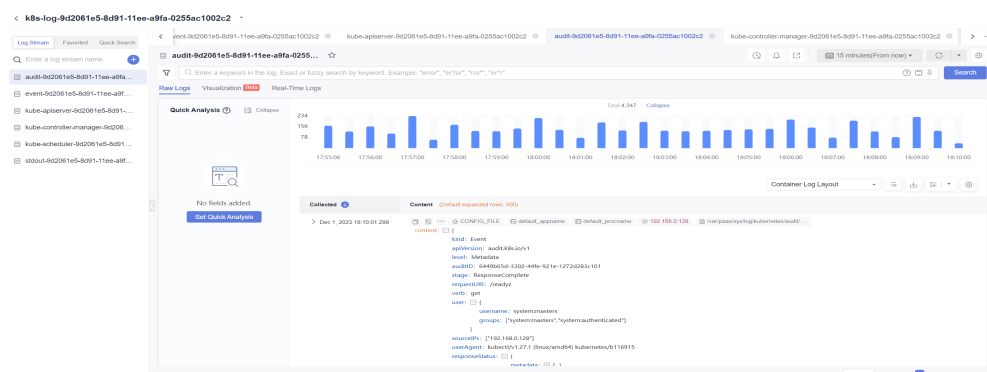 k8s-log-9d2061e5-8d91-11ee-a9fa-0255ac1002c2
Log Stream Favorited Quick Search
Enter a log stream name.
audit-9d2061e5-8d91-11ee-a9fa...
event-9d2061e5-8d91-11ee-a9f...
kube-apiserver-9d2061e5-8d91-...
kube-controller-manager-9d206...
kube-scheduler-9d2061e5-8d91...
stdout-9d2061e5-8d91-11ee-a9f...
vent-9d2061e5-8d91-11ee-a9fa-0255ac1002c2 kube-apiserver-9d2061e5-8d91-11ee-a9fa-0255ac1002c2 audit-9d2061e5-8d91-11ee-a9fa-0255ac1002c2 kube-controller-manager-9d2061e5-8d91-11ee-a9fa-0255ac1002c2
audit-9d2061e5-8d91-11ee-a9fa-0255...
15 minutes(From now)
Enter a keyword in the log. Exact or fuzzy search by keyword. Example: "error", "er?or", "rro*", "er*r"
Search
Raw Logs Visualization Beta Real-Time Logs
Quick Analysis Collapse
No fields added.
Set Quick Analysis
Total 4,347 Collapse
234
156
78
17:55:06 17:56:00 17:57:00 17:58:00 17:59:00 18:00:00 18:01:00 18:02:00 18:03:00 18:04:00 18:05:00 18:06:00 18:07:00 18:08:00 18:09:00 18:10:00
Container Log Layout
Collected Content (Default expanded rows: 500)
Dec 1, 2023 18:10:01.299 CONFIG_FILE default_appname default_procname 192.168.0.128 /var/paas/sys/log/kubernetes/audit/...
content: {
kind: Event
apiVersion: audit.k8s.io/v1
level: Metadata
auditID: 6449b65d-3302-44fe-921e-1272d283c101
stage: ResponseComplete
requestURI: /readyz
verb: get
user: {
username: system:masters
groups: ["system:masters","system:authenticated"]
}
sourceIPs: ["192.168.0.128"]
userAgent: kubectl/v1.27.1 (linux/amd64) kubernetes/b116915
responseStatus: {
metadata: { }